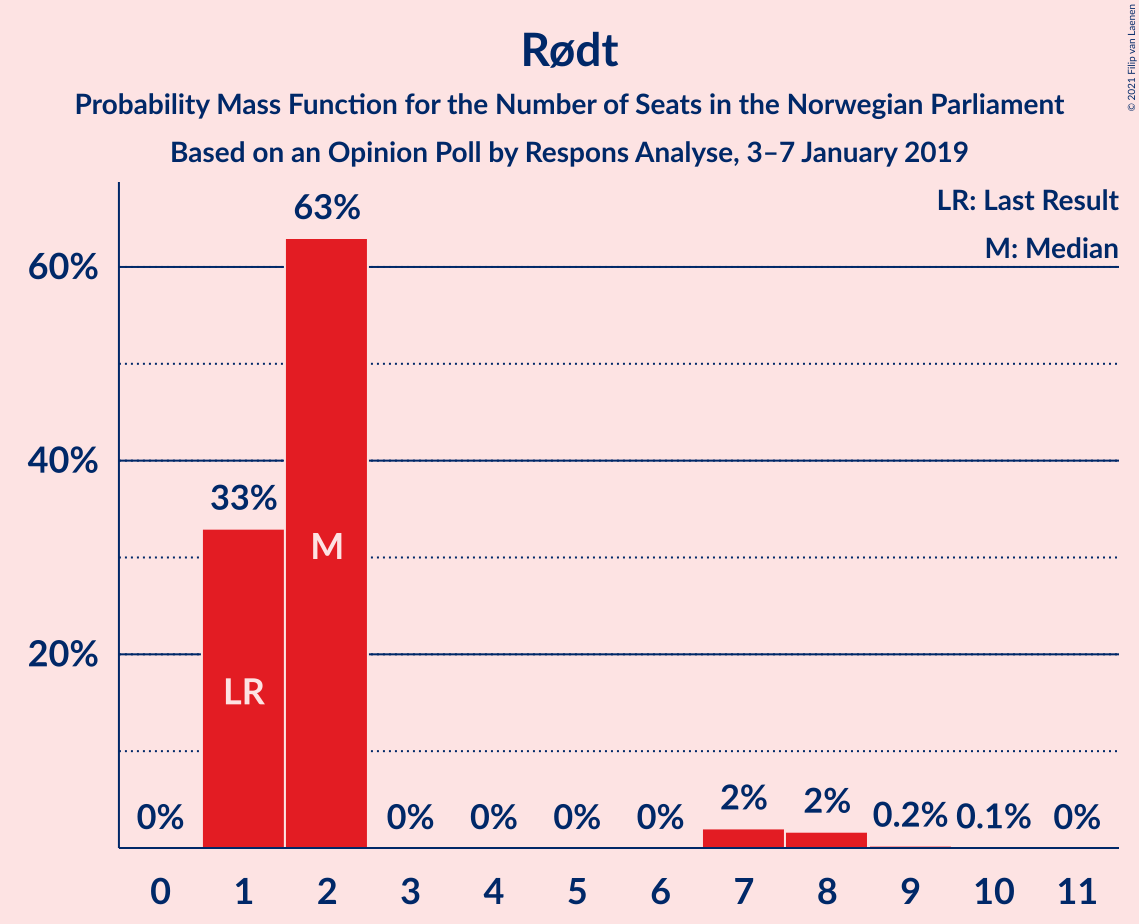 © 2021 Filip van Laenen
Rødt
Probability Mass Function for the Number of Seats in the Norwegian Parliament
Based on an Opinion Poll by Respons Analyse, 3–7 January 2019
LR: Last Result
M: Median
60%
40%
20%
0% 33% 63% 0% 0% 0% 0% 2% 2% 0.2% 0.1% 0%
LR M
0 1 2 3 4 5 6 7 8 9 10 11